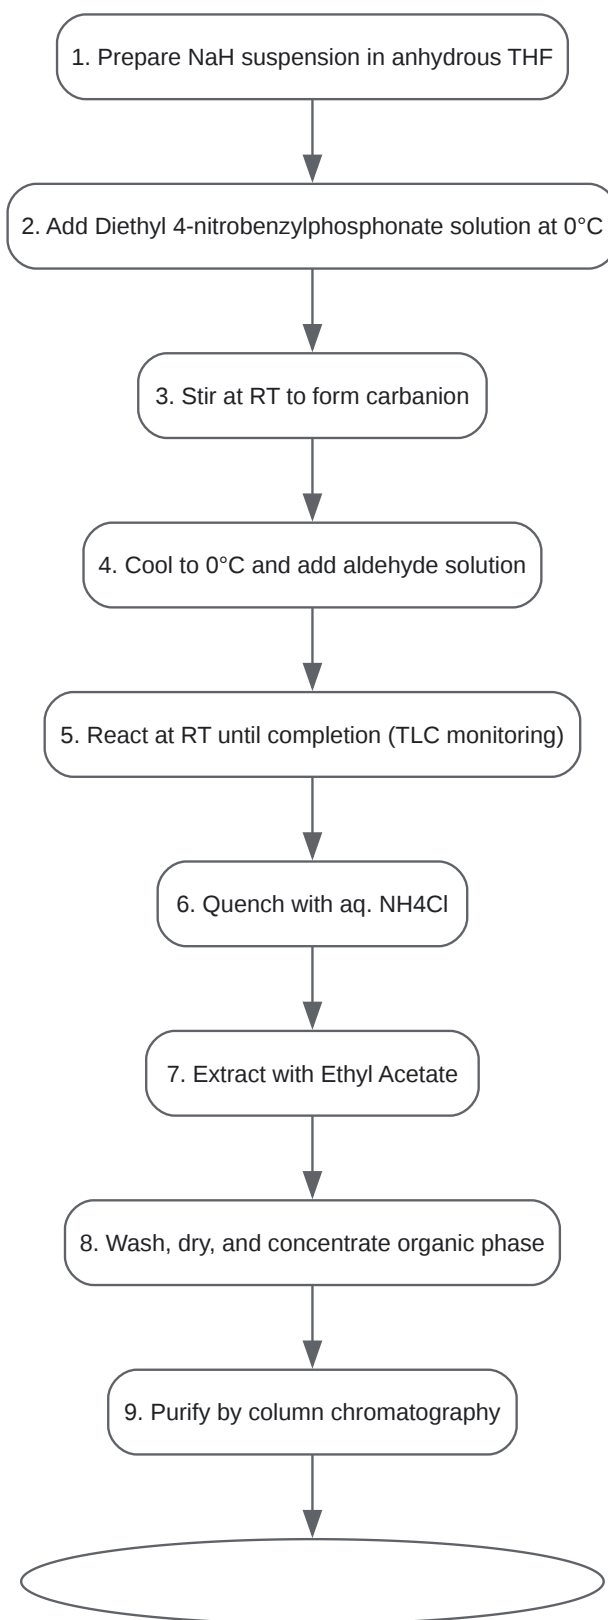 1. Prepare NaH suspension in anhydrous THF
2. Add Diethyl 4-nitrobenzylphosphonate solution at 0°C
3. Stir at RT to form carbanion
4. Cool to 0°C and add aldehyde solution
5. React at RT until completion (TLC monitoring)
6. Quench with aq. NH4Cl
7. Extract with Ethyl Acetate
8. Wash, dry, and concentrate organic phase
9. Purify by column chromatography